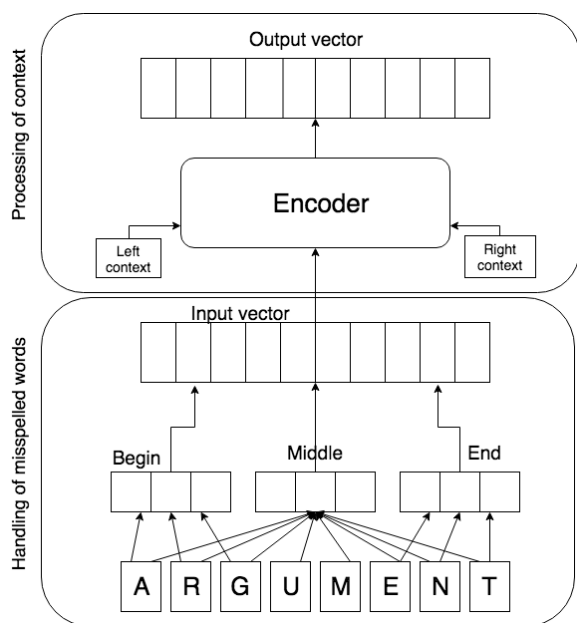 Processing of context
Output vector
Encoder
Left
context
Right
context
Handling of misspelled words
Input vector
Begin
Middle
End
A R G U M E N T